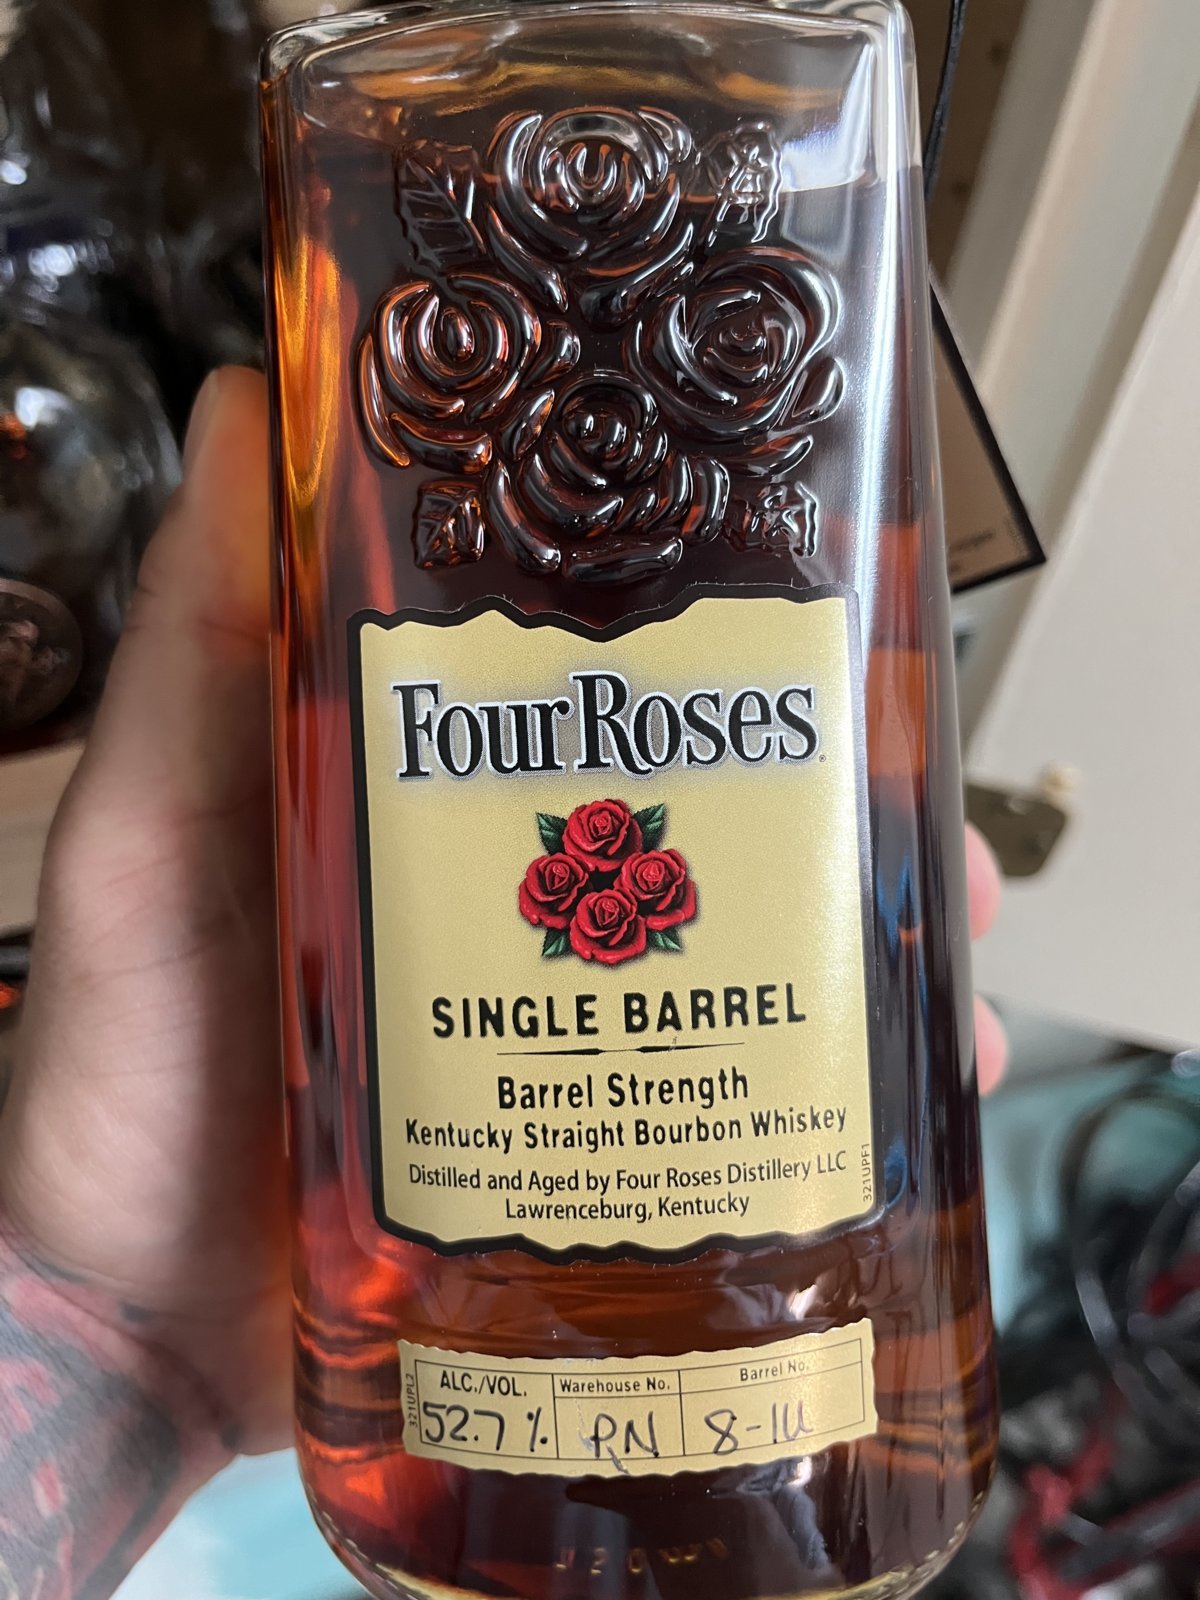 Four Roses
SINGLE BARREL
Barrel Strength
Kentucky Straight Bourbon Whiskey
Distilled and Aged by Four Roses Distillery LLC
Lawrenceburg, Kentucky
321UPF1
321UPL2
ALC./VOL. Warehouse No. Barrel No.
52.7% PN 8-1U